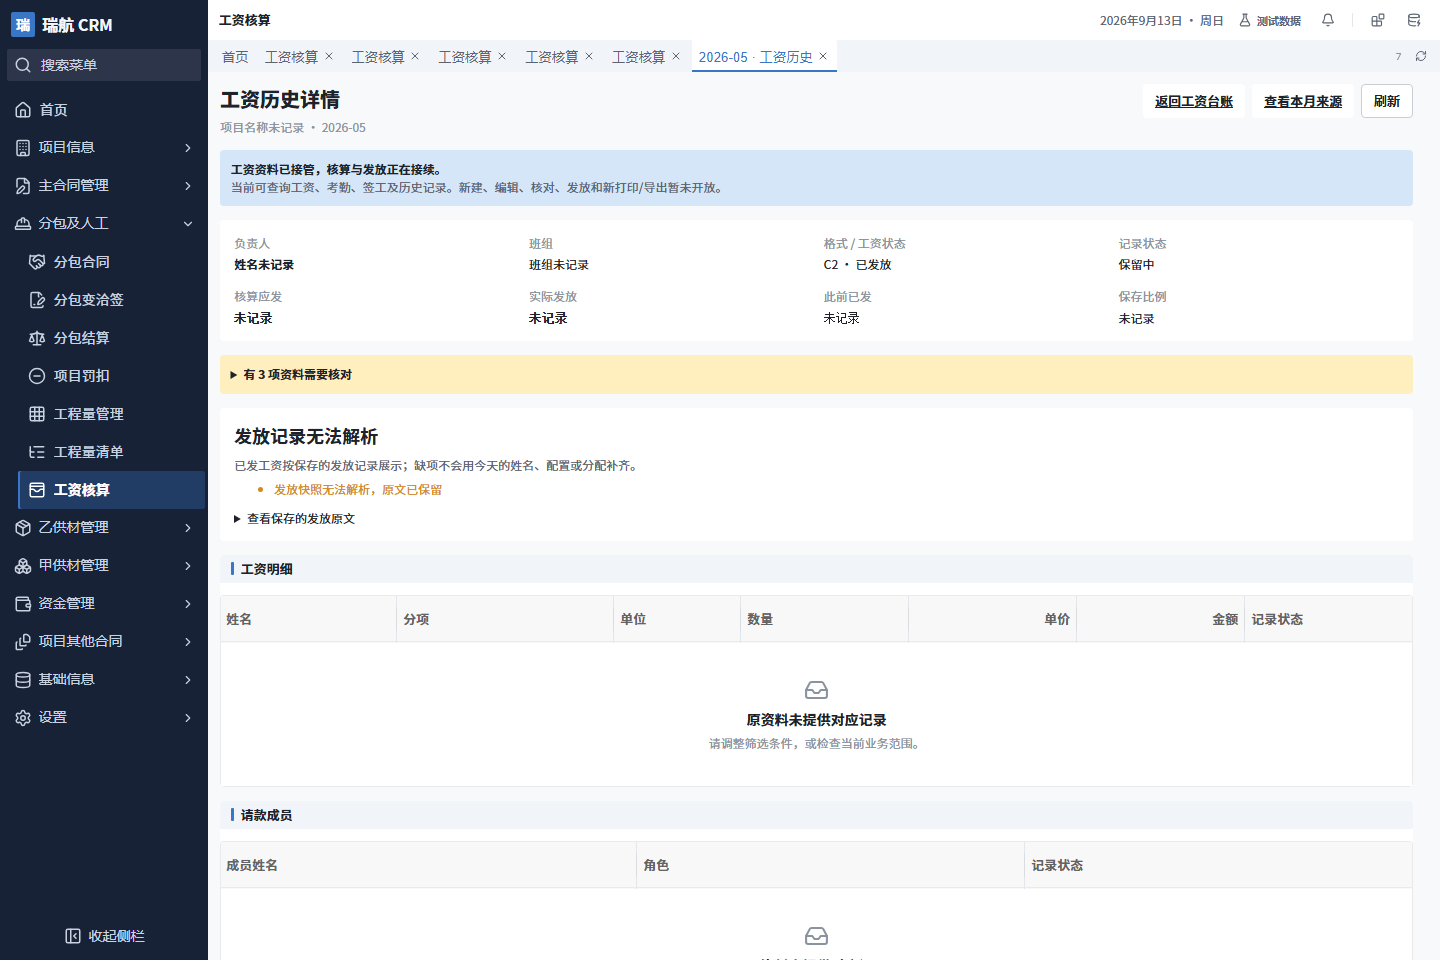 瑞 瑞航 CRM
搜索菜单
首页
项目信息
主合同管理
分包及人工
分包合同
分包变洽签
分包结算
项目罚扣
工程量管理
工程量清单
工资核算
乙供材管理
甲供材管理
资金管理
项目其他合同
基础信息
设置
收起侧栏
工资核算
2026年9月13日 • 周日 测试数据
首页 工资核算 工资核算 工资核算 工资核算 工资核算 2026-05 · 工资历史 7
工资历史详情
项目名称未记录 • 2026-05
返回工资台账 查看本月来源 刷新
工资资料已接管，核算与发放正在接续。
当前可查询工资、考勤、签工及历史记录。新建、编辑、核对、发放和新打印/导出暂未开放。
负责人 班组 格式 / 工资状态 记录状态
姓名未记录 班组未记录 C2 • 已发放 保留中
核算应发 实际发放 此前已发 保存比例
未记录 未记录 未记录 未记录
有 3 项资料需要核对
发放记录无法解析
已发工资按保存的发放记录展示；缺项不会用今天的姓名、配置或分配补齐。
发放快照无法解析，原文已保留
查看保存的发放原文
工资明细
姓名 分项 单位 数量 单价 金额 记录状态
原资料未提供对应记录
请调整筛选条件，或检查当前业务范围。
请款成员
成员姓名 角色 记录状态